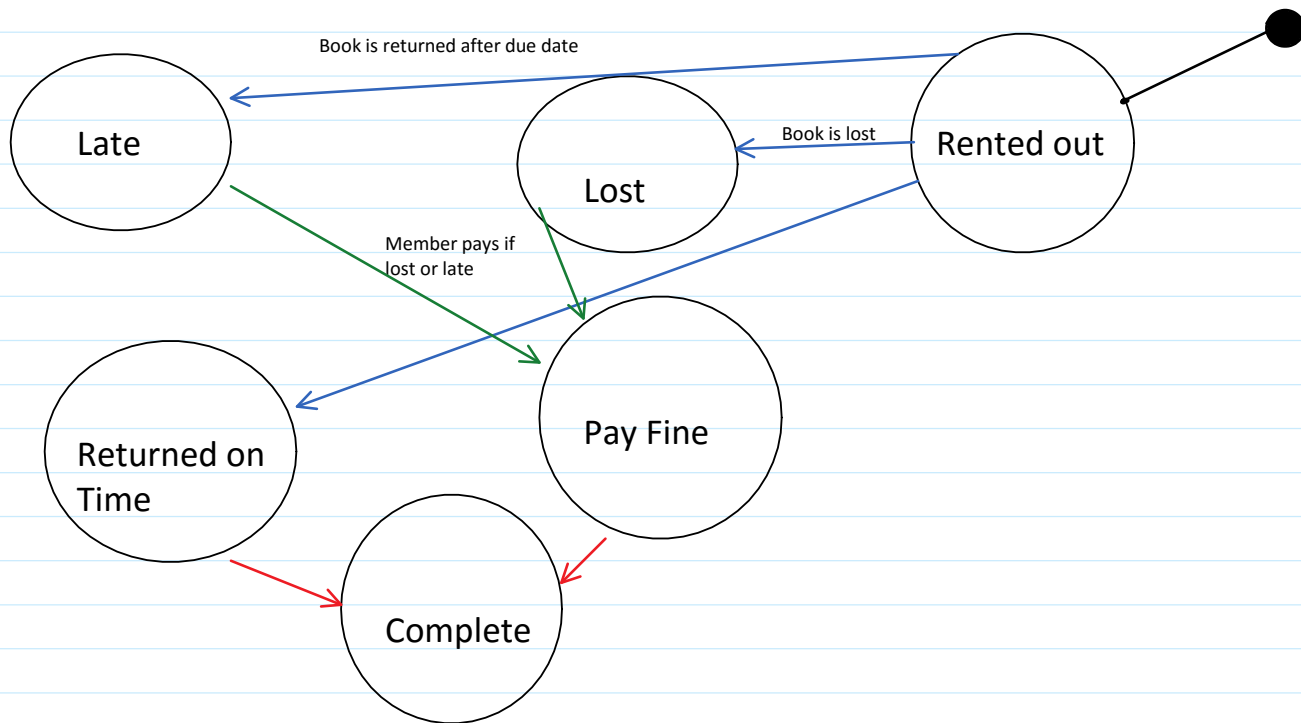 Book is returned after due date
Late
Lost
Book is lost
Rented out
Member pays if
lost or late
Returned on
Time
Pay Fine
Complete